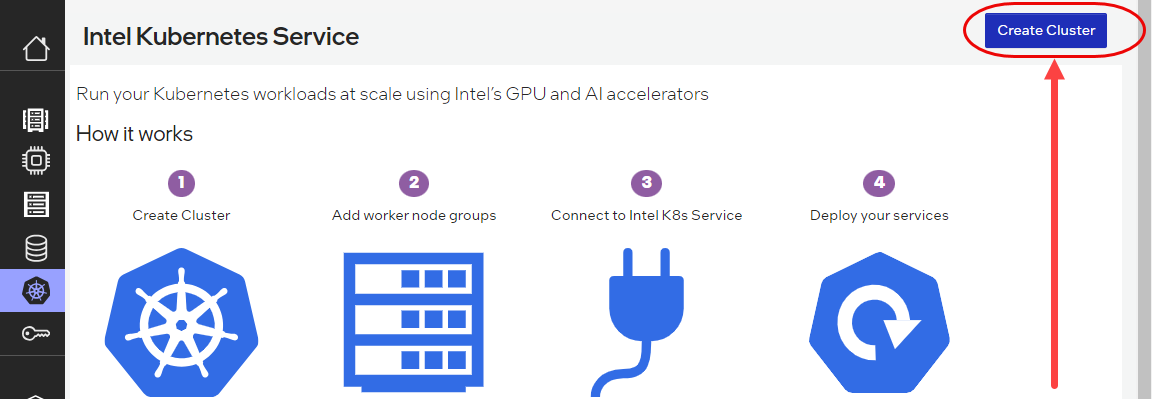 Intel Kubernetes Service
Create Cluster
Run your Kubernetes workloads at scale using Intel’s GPU and AI accelerators
How it works
1
2
3
4
Create Cluster
Add worker node groups
Connect to Intel K8s Service
Deploy your services